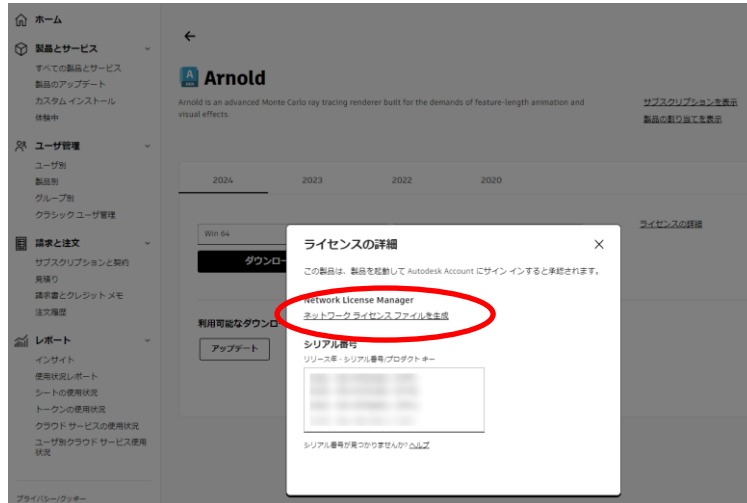 ホーム
製品とサービス
すべての製品とサービス
製品のアップデート
カスタム インストール
体験中
ユーザ管理
ユーザ別
製品別
グループ別
クラシック ユーザ管理
請求と注文
サブスクリプションと契約
見積り
請求書とクレジット メモ
注文履歴
レポート
インサイト
使用状況レポート
シートの使用状況
トークンの使用状況
クラウド サービスの使用状況
ユーザ別クラウド サービス使用
状況
プライバシー/クッキー
Arnold
Arnold is an advanced Monte Carlo ray tracing renderer built for the demands of feature-length animation and
visual effects.
サブスクリプションを表示
製品の割り当てを表示
2024 2023 2022 2020
Win 64
ダウンロー
ライセンスの詳細
利用可能なダウンロ
アップデート
ライセンスの詳細
この製品は、製品を起動して Autodesk Account にサイン インすると承認されます。
Network License Manager
ネットワーク ライセンス ファイルを生成
シリアル番号
リリース年 - シリアル番号/プロダクト キー
シリアル番号が見つかりませんか? ヘルプ